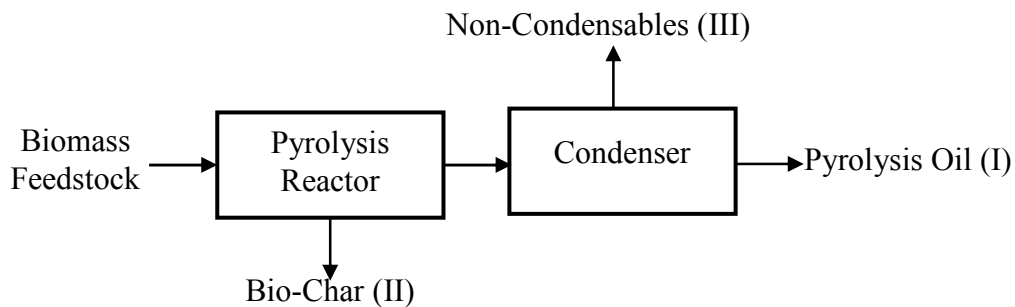 Non-Condensables (III)
Biomass
Feedstock
Pyrolysis
Reactor
Condenser
Pyrolysis Oil (I)
Bio-Char (II)